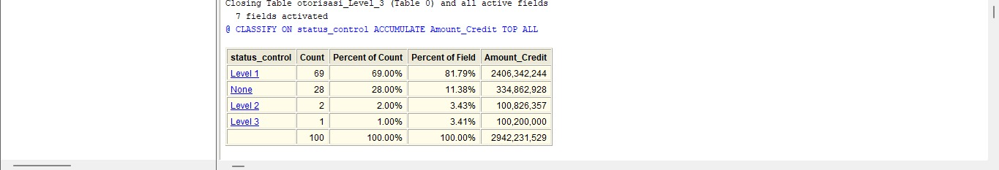 Closing Table otorisasi_Level_3 (Table 0) and all active fields
7 fields activated
@ CLASSIFY ON status_control ACCUMULATE Amount_Credit TOP ALL
status_control Count Percent of Count Percent of Field Amount_Credit
Level 1 69 69.00% 81.79% 2406,342,244
None 28 28.00% 11.38% 334,862,928
Level 2 2 2.00% 3.43% 100,826,357
Level 3 1 1.00% 3.41% 100,200,000
100 100.00% 100.00% 2942,231,529